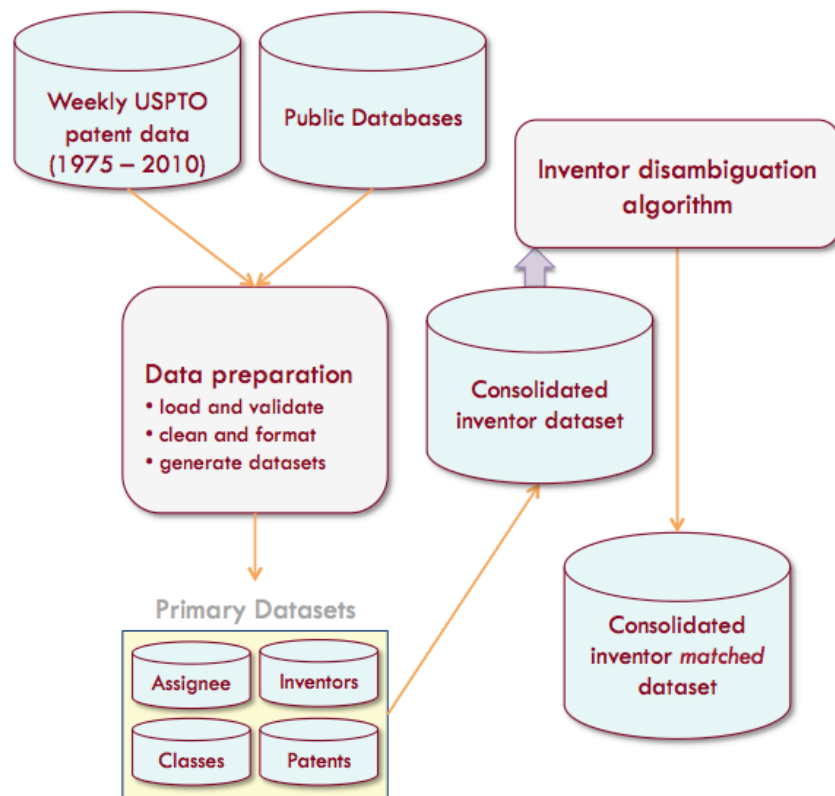 Weekly USPTO
patent data
(1975 – 2010)
Public Databases
Inventor disambiguation
algorithm
Data preparation
• load and validate
• clean and format
• generate datasets
Consolidated
inventor dataset
Primary Datasets
Assignee
Inventors
Classes
Patents
Consolidated
inventor matched
dataset